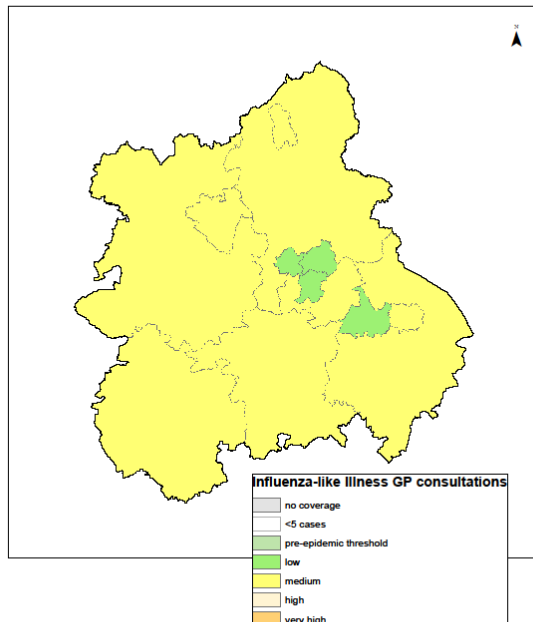 N
Influenza-like Illness GP consultations
no coverage
<5 cases
pre-epidemic threshold
low
medium
high
very high